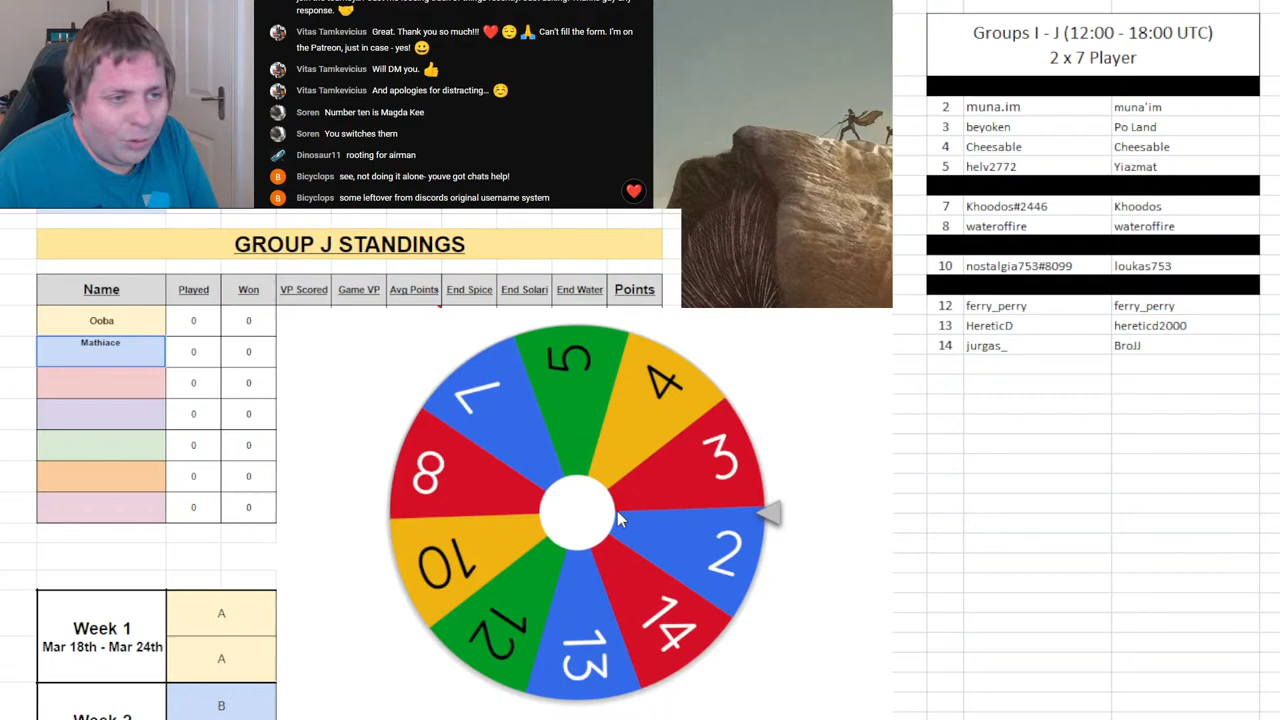 response. 🤝
Vitas Tamkevicius Great. Thank you so much!!! ❤️ 😌 🙏 Can't fill the form. I'm on
the Patreon, just in case - yes! 😀
Vitas Tamkevicius Will DM you. 👍
Vitas Tamkevicius And apologies for distracting... ☺️
Soren Number ten is Magda Kee
Soren You switches them
Dinosaur11 rooting for airman
B Bicyclops see, not doing it alone- youve got chats help!
B Bicyclops some leftover from discords original username system
Groups I - J (12:00 - 18:00 UTC)
2 x 7 Player
2 muna.im muna'im
3 beyoken Po Land
4 Cheesable Cheesable
5 helv2772 Yiazmat
7 Khoodos#2446 Khoodos
8 wateroffire wateroffire
10 nostalgia753#8099 loukas753
12 ferry_perry ferry_perry
13 HereticD hereticd2000
14 jurgas_ BroJJ
GROUP J STANDINGS
Name Played Won VP Scored Game VP Avg Points End Spice End Solari End Water Points
Ooba 0 0
Mathiace 0 0
0 0
0 0
0 0
0 0
0 0
Week 1
Mar 18th - Mar 24th
A
A
B
5
4
3
2
14
13
12
10
8
7